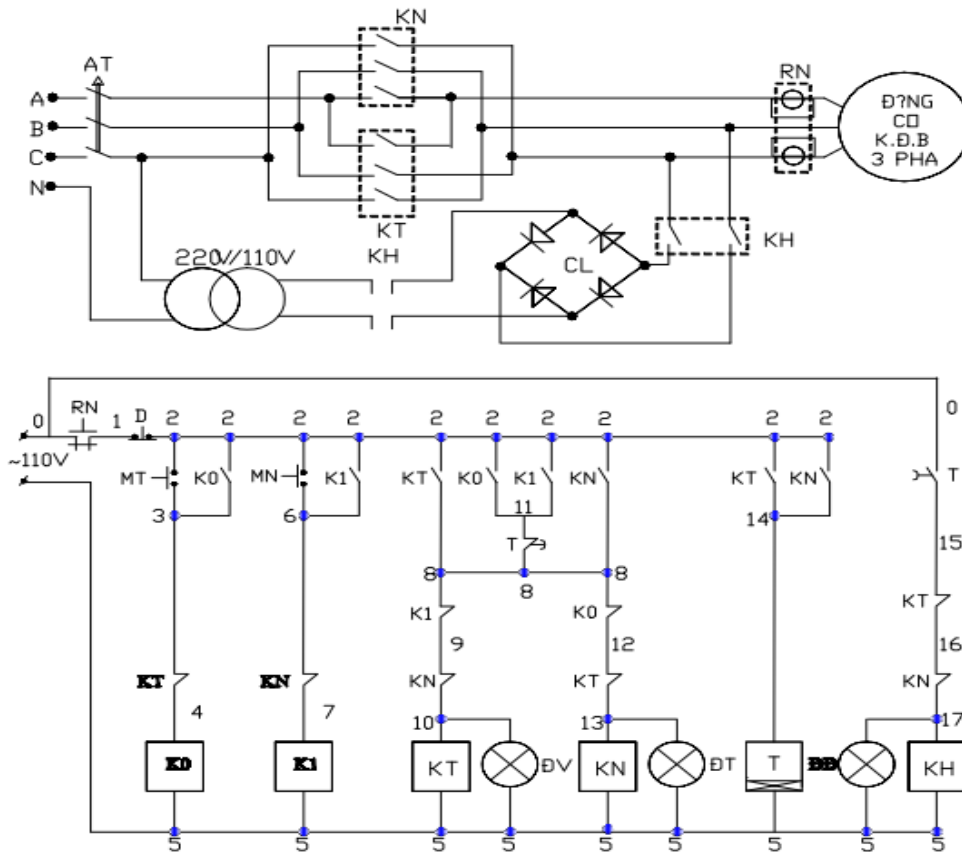 KN
AT
RN
A
B
C
N
Đ?NG
CƠ
K.Đ.B
3 PHA
KT
KH
KH
220V/110V
CL
0 RN 1 D 2 2 2 2 2 2 2 2 2 2 0
~110V
MT K0 MN K1 KT K0 K1 KN KT KN T
3 6 11 14
T
15
8 8 8
K1 K0 KT
9 12 16
KT KN KN KT KN
4 7 10 13 17
K0 K1 KT ĐV KN ĐT T ĐĐ KH
5 5 5 5 5 5 5 5 5